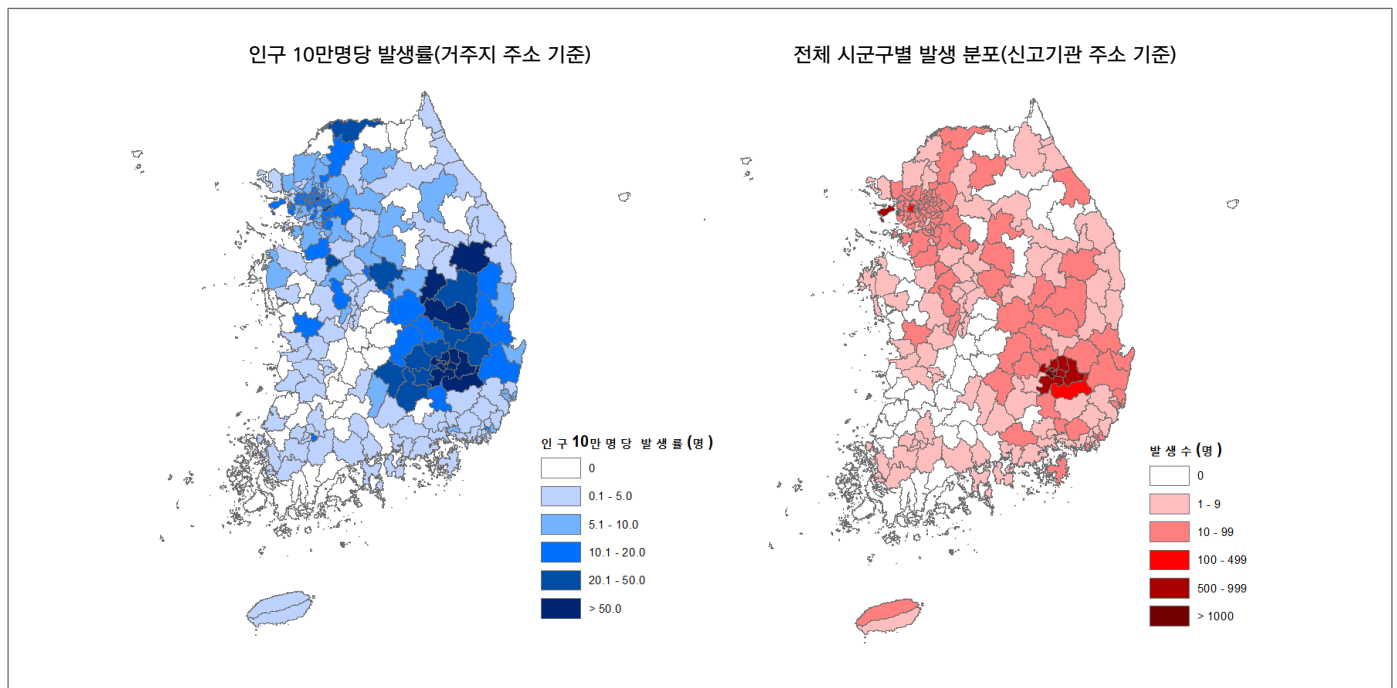 인구 10만명당 발생률(거주지 주소 기준)
전체 시군구별 발생 분포(신고기관 주소 기준)
인구 10만명당 발생률(명)
0
0.1 - 5.0
5.1 - 10.0
10.1 - 20.0
20.1 - 50.0
> 50.0
발생수(명)
0
1 - 9
10 - 99
100 - 499
500 - 999
> 1000